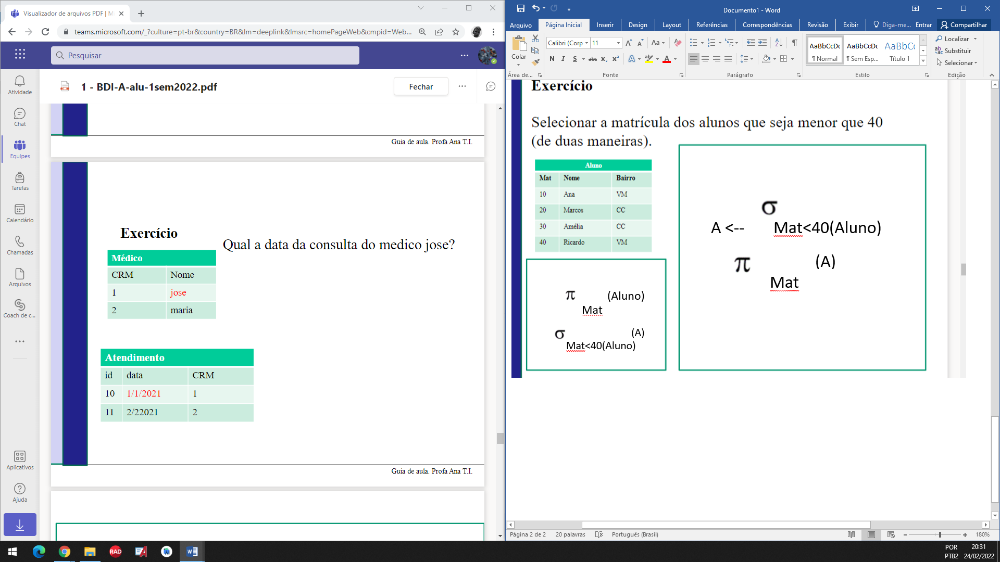 Visualizador de arquivos PDF | M
teams.microsoft.com/_?culture=pt-br&country=BR&lm=deeplink&lmsrc=homePageWeb&cmpid=Web...
Pesquisar
Atividade
Chat
Equipes
Tarefas
Calendário
Chamadas
Arquivos
Coach de c...
Aplicativos
Ajuda
1 - BDI-A-alu-1sem2022.pdf
Fechar
Guia de aula. Profa Ana T.I.
Exercício
Qual a data da consulta do medico jose?
Médico
CRM Nome
1 jose
2 maria
Atendimento
id data CRM
10 1/1/2021 1
11 2/22021 2
Guia de aula. Profa Ana T.I.
Documento1 - Word
Arquivo Página Inicial Inserir Design Layout Referências Correspondências Revisão Exibir Diga-me... Entrar Compartilhar
Colar
Calibri (Corp 11
Aa
N I S abc x₂ x²
A A
AaBbCcDc AaBbCcDc AaBbCc
¶ Normal ¶ Sem Esp... Título 1
Localizar
Substituir
Selecionar
Área de... Fonte Parágrafo Estilo Edição
Exercício
Selecionar a matrícula dos alunos que seja menor que 40
(de duas maneiras).
Aluno
Mat Nome Bairro
10 Ana VM
20 Marcos CC
30 Amélia CC
40 Ricardo VM
π (Aluno)
Mat
σ (A)
Mat<40(Aluno)
σ
A <-- Mat<40(Aluno)
π (A)
Mat
Página 2 de 2 20 palavras Português (Brasil)
180%
RAD
POR
PTB2
20:31
24/02/2022